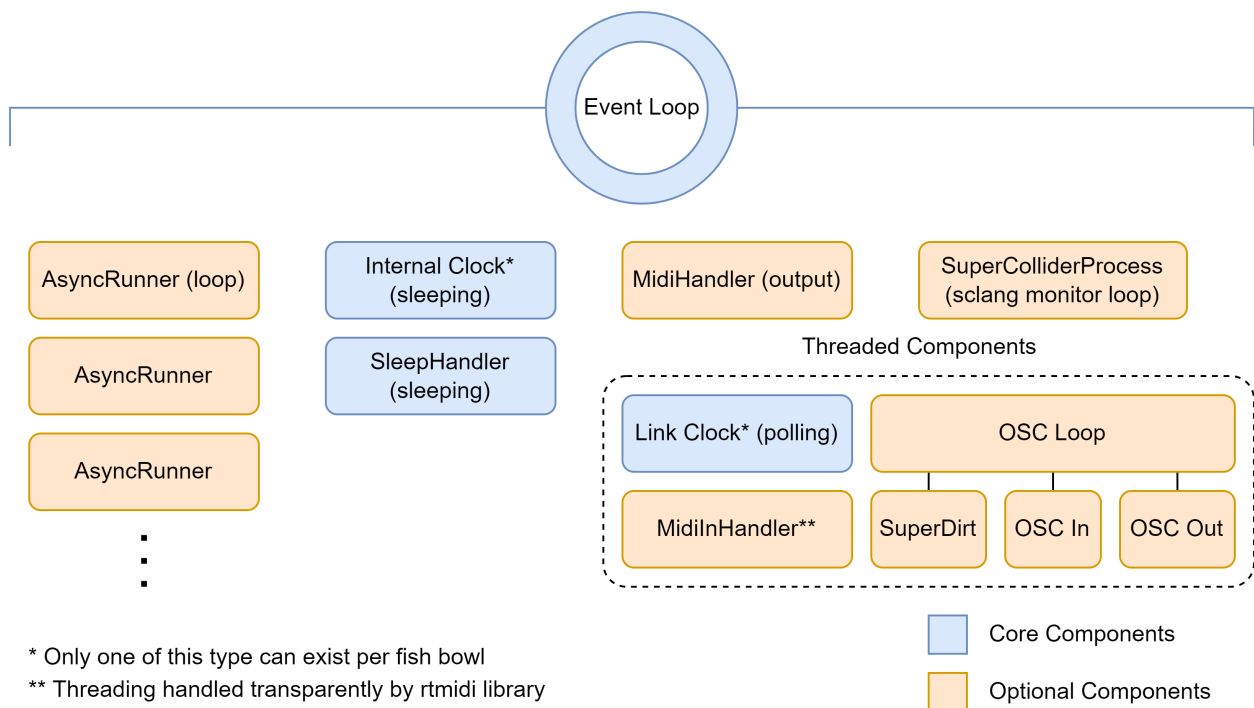 Event Loop
AsyncRunner (loop)
Internal Clock*
(sleeping)
MidiHandler (output)
SuperColliderProcess
(sclang monitor loop)
AsyncRunner
SleepHandler
(sleeping)
Threaded Components
AsyncRunner
Link Clock* (polling)
OSC Loop
MidiInHandler**
SuperDirt
OSC In
OSC Out
Core Components
Optional Components
* Only one of this type can exist per fish bowl
** Threading handled transparently by rtmidi library